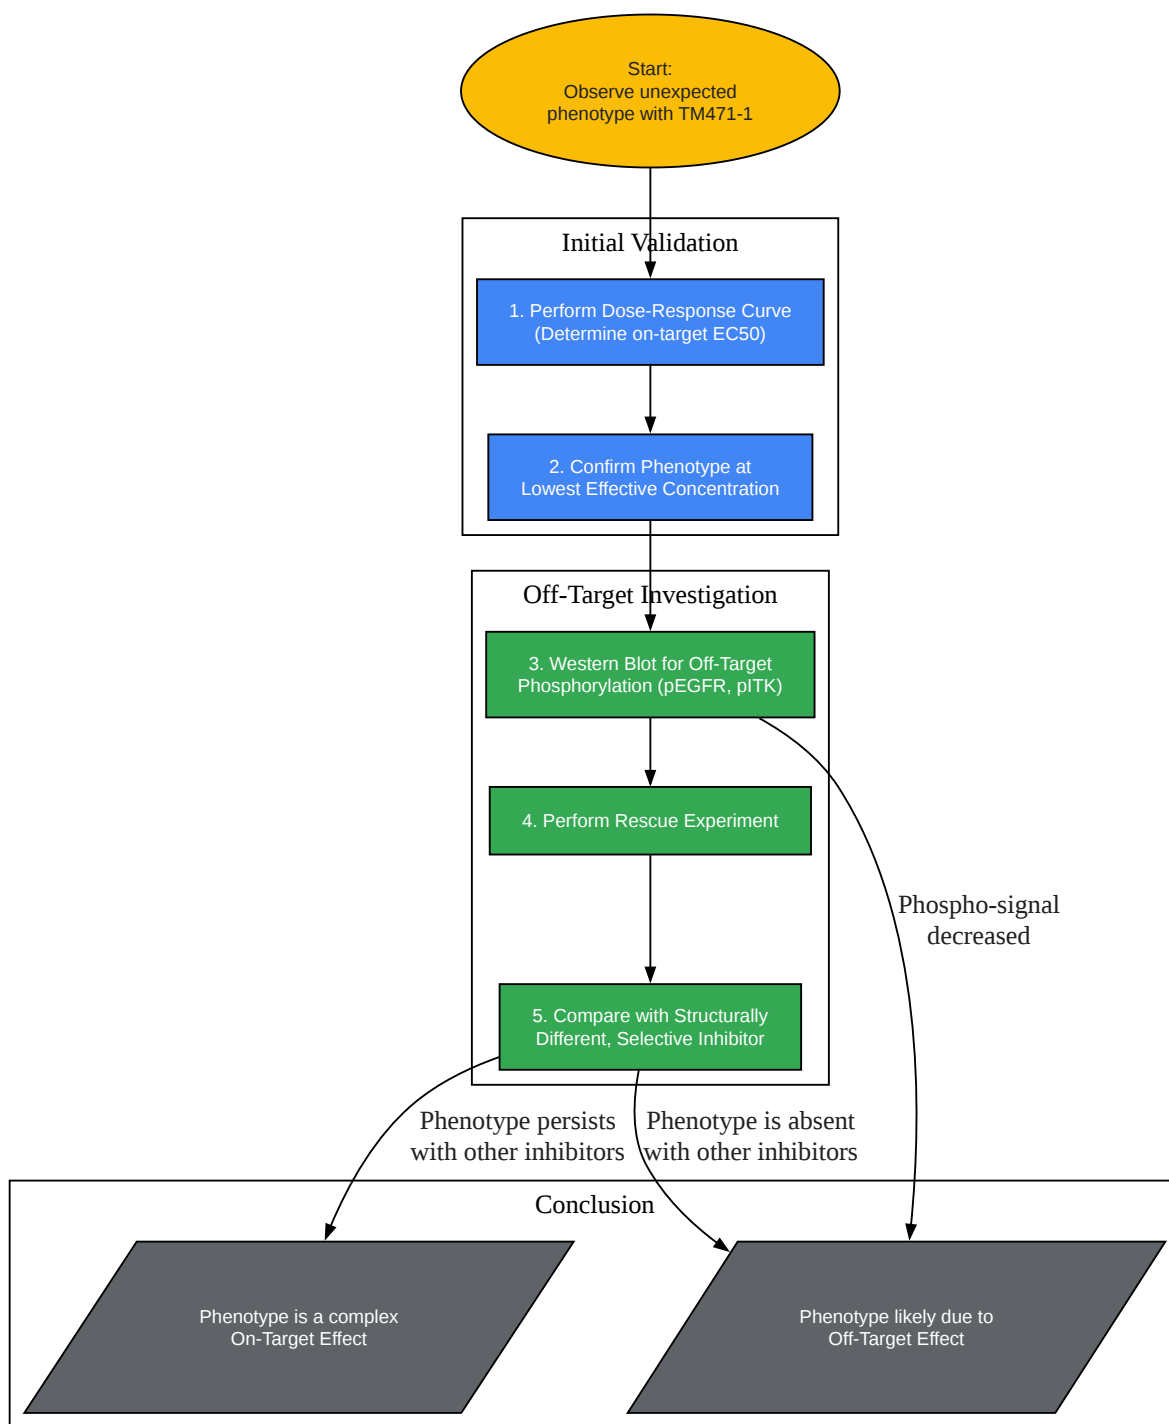 Start:
Observe unexpected
phenotype with TM471-1
Initial Validation
1. Perform Dose-Response Curve
(Determine on-target EC50)
2. Confirm Phenotype at
Lowest Effective Concentration
Off-Target Investigation
3. Western Blot for Off-Target
Phosphorylation (pEGFR, pITK)
4. Perform Rescue Experiment
Phospho-signal
decreased
5. Compare with Structurally
Different, Selective Inhibitor
Phenotype persists
with other inhibitors
Phenotype is absent
with other inhibitors
Conclusion
Phenotype is a complex
On-Target Effect
Phenotype likely due to
Off-Target Effect